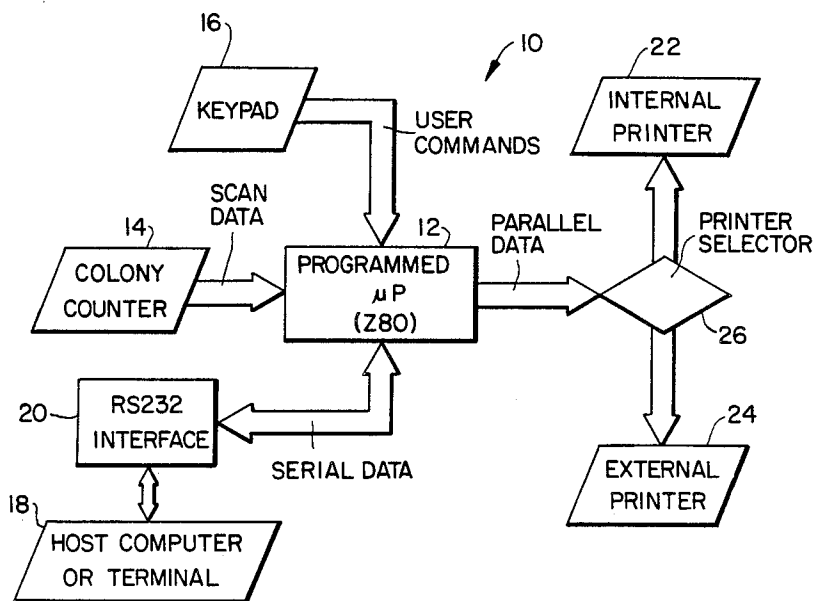 16
10
22
KEYPAD
USER
COMMANDS
INTERNAL
PRINTER
SCAN
DATA
14
COLONY
COUNTER
12
PROGRAMMED
μP
(Z80)
PARALLEL
DATA
PRINTER
SELECTOR
26
20
RS232
INTERFACE
SERIAL DATA
24
EXTERNAL
PRINTER
18
HOST COMPUTER
OR TERMINAL